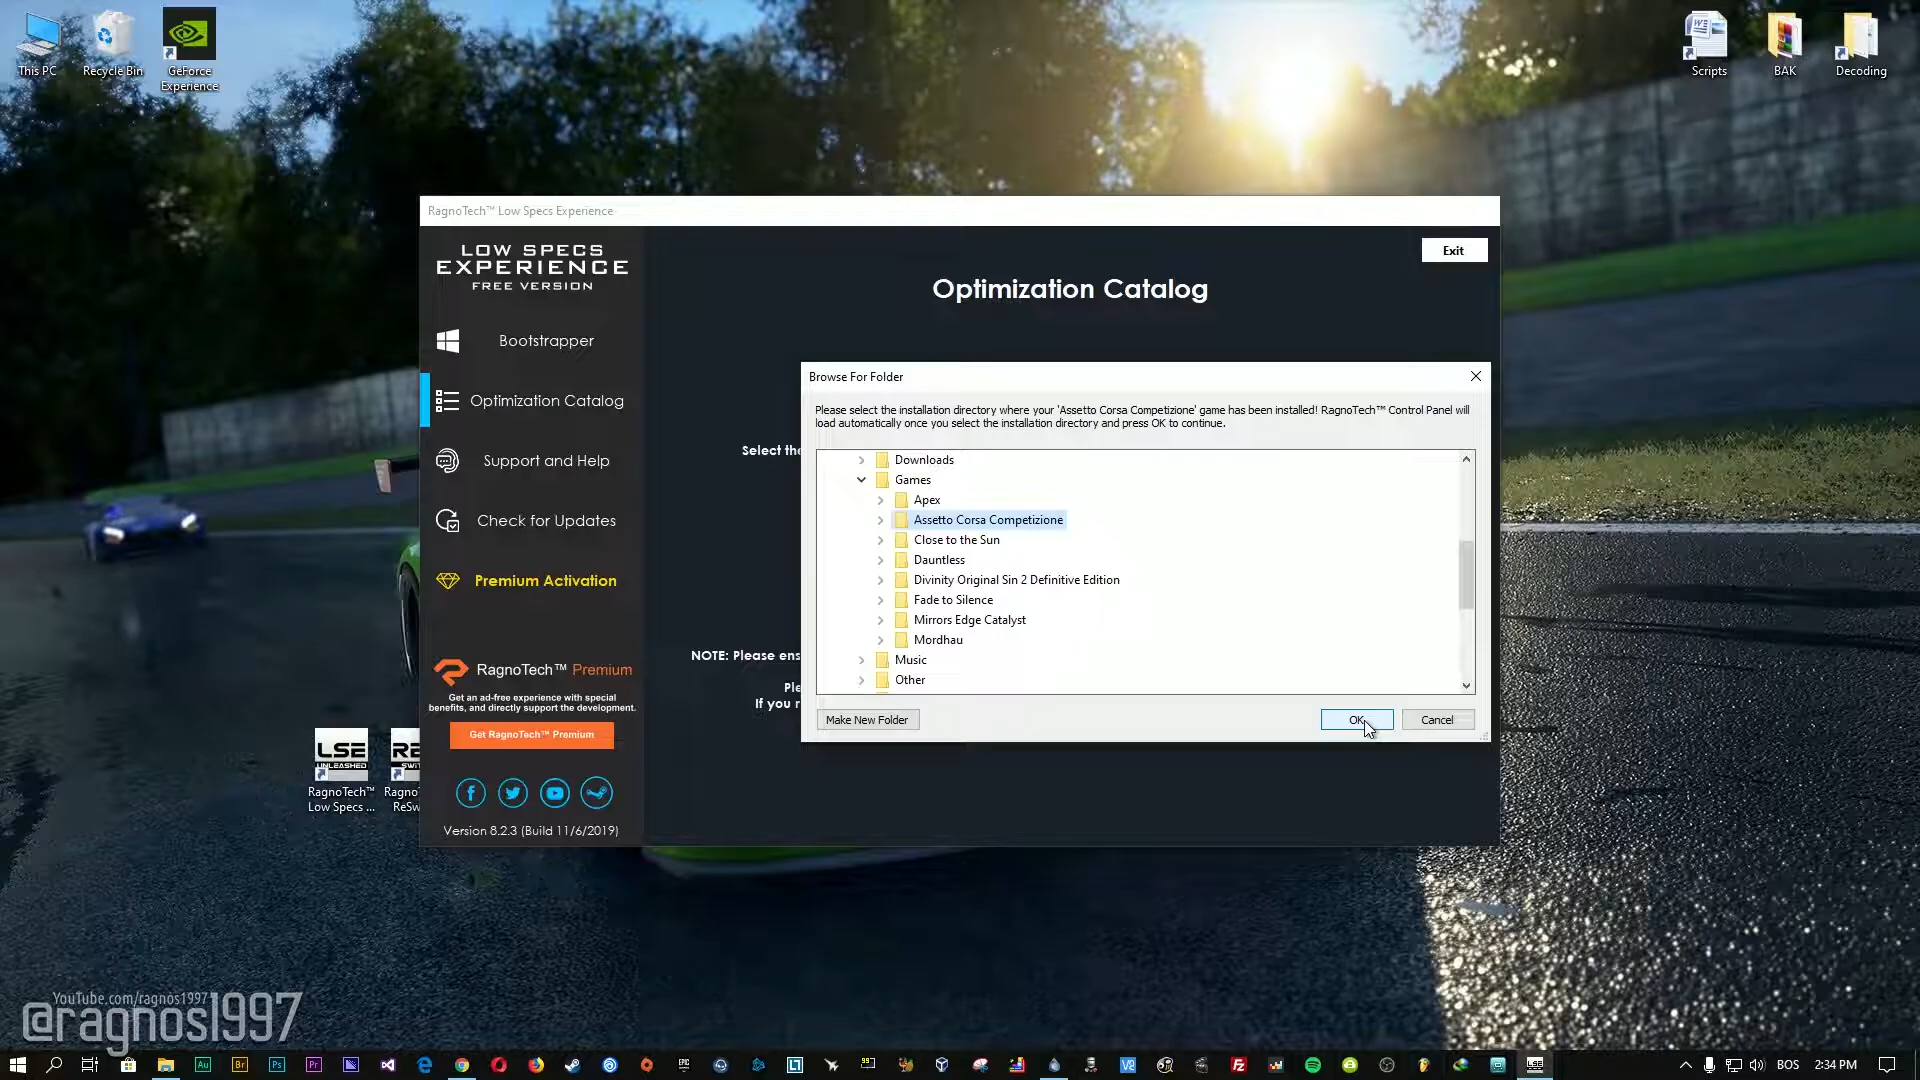 This PC
Recycle Bin
GeForce
Experience
Scripts
BAK
Decoding
RagnoTech™ Low Specs Experience
LOW SPECS
EXPERIENCE
FREE VERSION
Exit
Optimization Catalog
Bootstrapper
Optimization Catalog
Support and Help
Check for Updates
Premium Activation
RagnoTech™ Premium
Get an ad-free experience with special
benefits, and directly support the development.
Get RagnoTech™ Premium
Version 8.2.3 (Build 11/6/2019)
Select the
NOTE: Please ens
Ple
If you r
Browse For Folder
Please select the installation directory where your 'Assetto Corsa Competizione' game has been installed! RagnoTech™ Control Panel will
load automatically once you select the installation directory and press OK to continue.
Downloads
Games
Apex
Assetto Corsa Competizione
Close to the Sun
Dauntless
Divinity Original Sin 2 Definitive Edition
Fade to Silence
Mirrors Edge Catalyst
Mordhau
Music
Other
Make New Folder
OK
Cancel
LSE
UNLEASHED
RagnoTech™
Low Specs ...
RE
SWIT
RagnoT
ReSw
YouTube.com/ragnos1997
@ragnos1997
BOS
2:34 PM